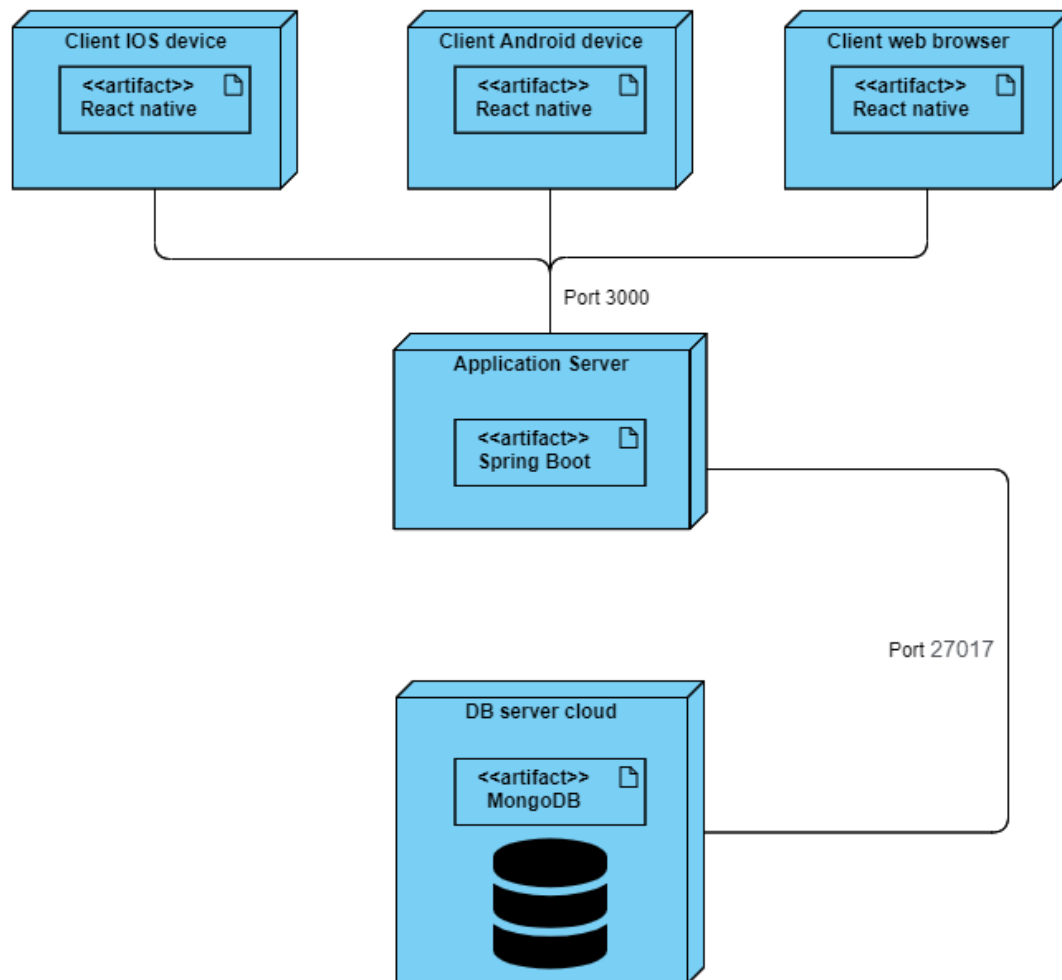 Client IOS device
<<artifact>>
React native
Client Android device
<<artifact>>
React native
Client web browser
<<artifact>>
React native
Port 3000
Application Server
<<artifact>>
Spring Boot
Port 27017
DB server cloud
<<artifact>>
MongoDB